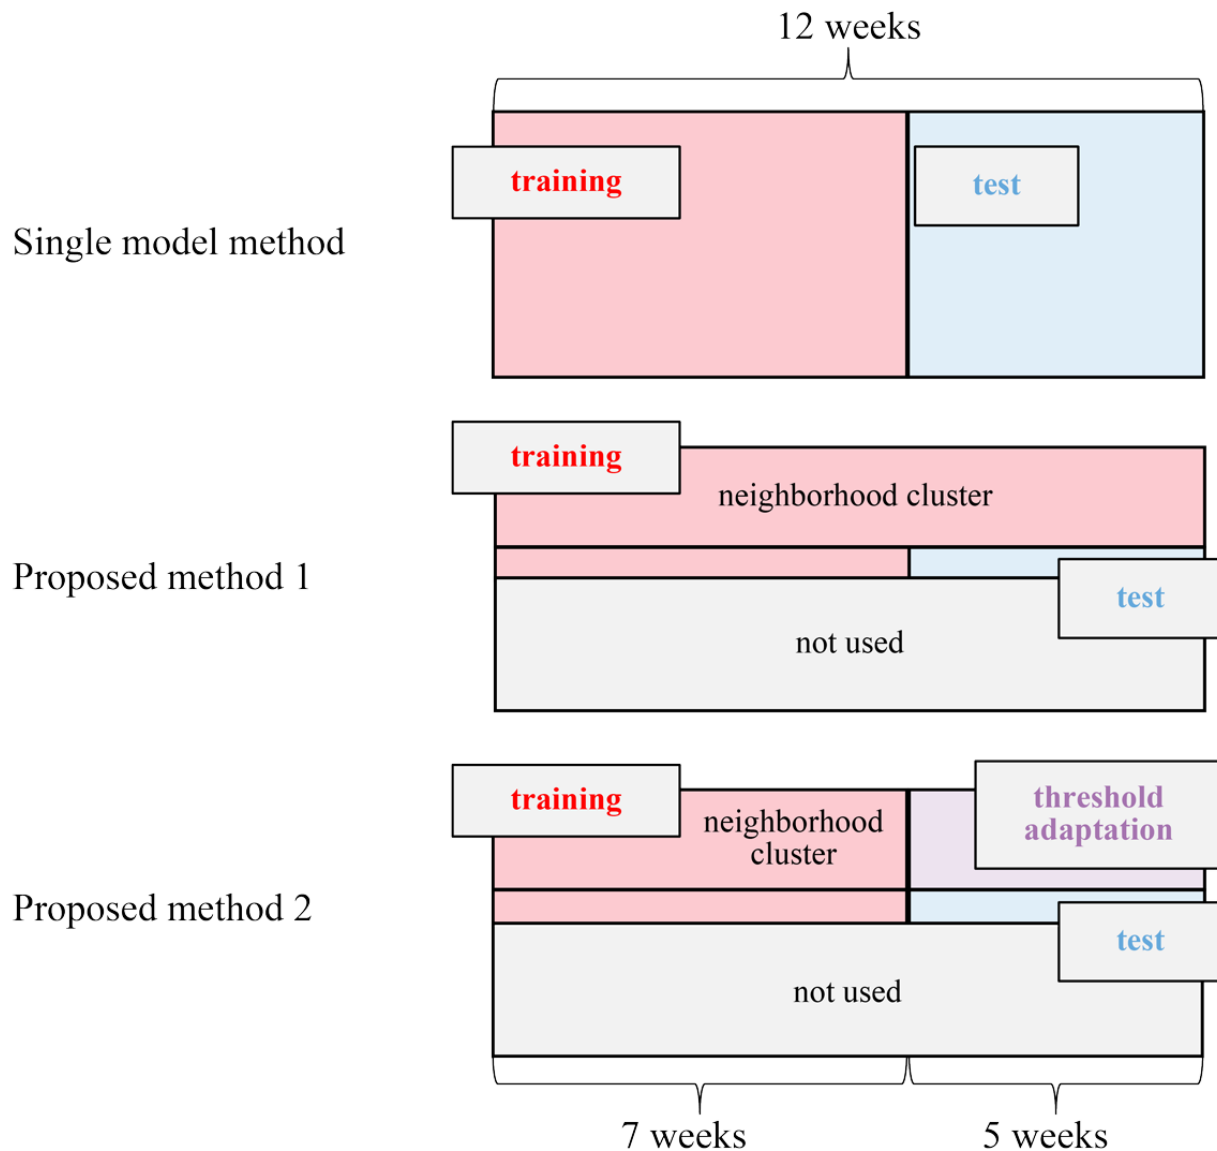 12 weeks
training
test
Single model method
training
neighborhood cluster
Proposed method 1
test
not used
training
threshold
adaptation
neighborhood
cluster
Proposed method 2
test
not used
7 weeks
5 weeks